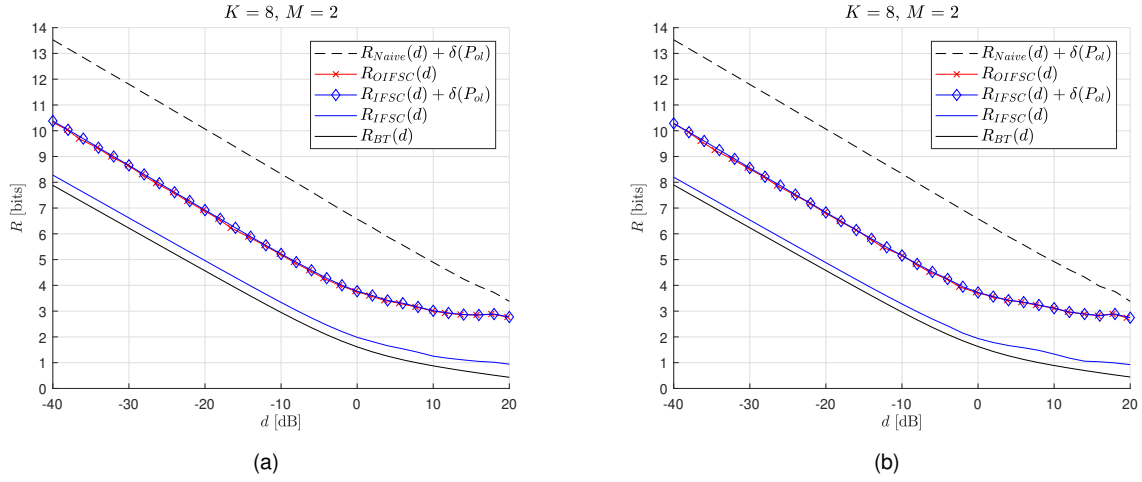 K = 8, M = 2
14
13
12
11
10
9
8
7
6
5
4
3
2
1
0
R [bits]
-40
-30
-20
-10
0
10
20
d [dB]
R_{Naive}(d) + δ(P_{ol})
R_{OIFSC}(d)
R_{IFSC}(d) + δ(P_{ol})
R_{IFSC}(d)
R_{BT}(d)
(a)
K = 8, M = 2
14
13
12
11
10
9
8
7
6
5
4
3
2
1
0
R [bits]
-40
-30
-20
-10
0
10
20
d [dB]
R_{Naive}(d) + δ(P_{ol})
R_{OIFSC}(d)
R_{IFSC}(d) + δ(P_{ol})
R_{IFSC}(d)
R_{BT}(d)
(b)